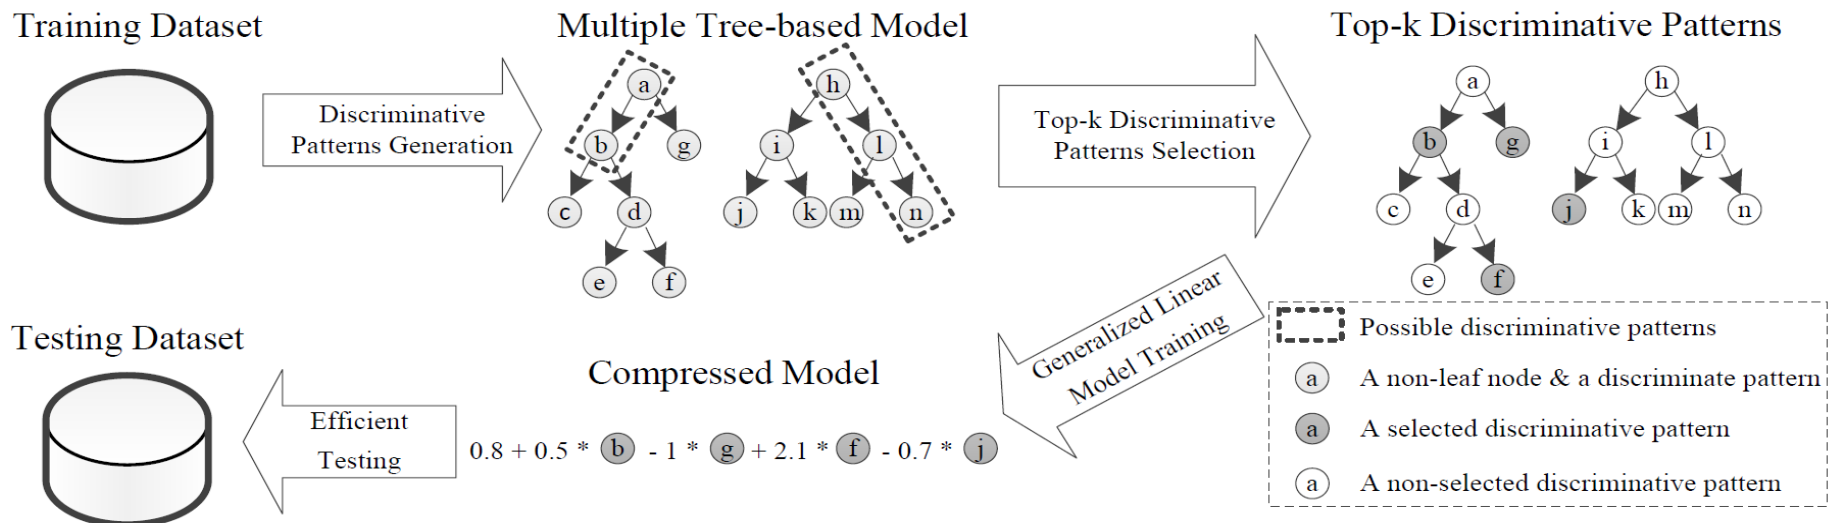 Training Dataset
Multiple Tree-based Model
Top-k Discriminative Patterns
Discriminative
Patterns Generation
a
b
g
c
d
e
f
h
i
l
j
k
m
n
Top-k Discriminative
Patterns Selection
a
b
g
c
d
e
f
h
i
l
j
k
m
n
Generalized Linear
Model Training
Possible discriminative patterns
a A non-leaf node & a discriminate pattern
a A selected discriminative pattern
a A non-selected discriminative pattern
Compressed Model
0.8 + 0.5 * b - 1 * g + 2.1 * f - 0.7 * j
Efficient
Testing
Testing Dataset